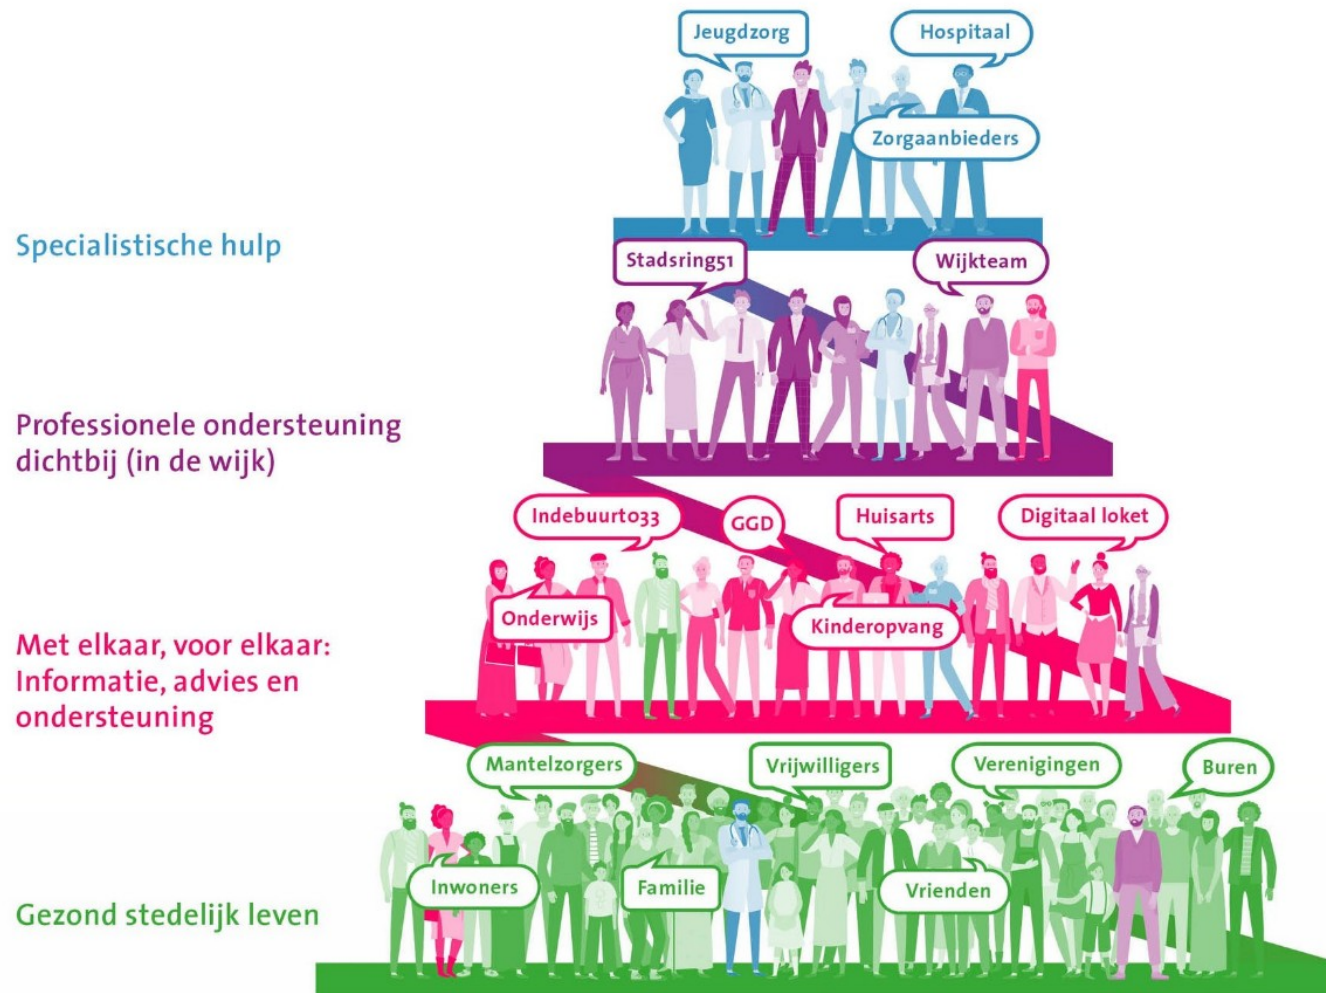 Jeugdzorg
Hospitaal
Zorgaanbieders
Specialistische hulp
Stadsring51
Wijkteam
Professionele ondersteuning
dichtbij (in de wijk)
Indebuurt033
GGD
Huisarts
Digitaal loket
Onderwijs
Kinderopvang
Met elkaar, voor elkaar:
Informatie, advies en
ondersteuning
Mantelzorgers
Vrijwilligers
Verenigingen
Buren
Inwoners
Familie
Vrienden
Gezond stedelijk leven